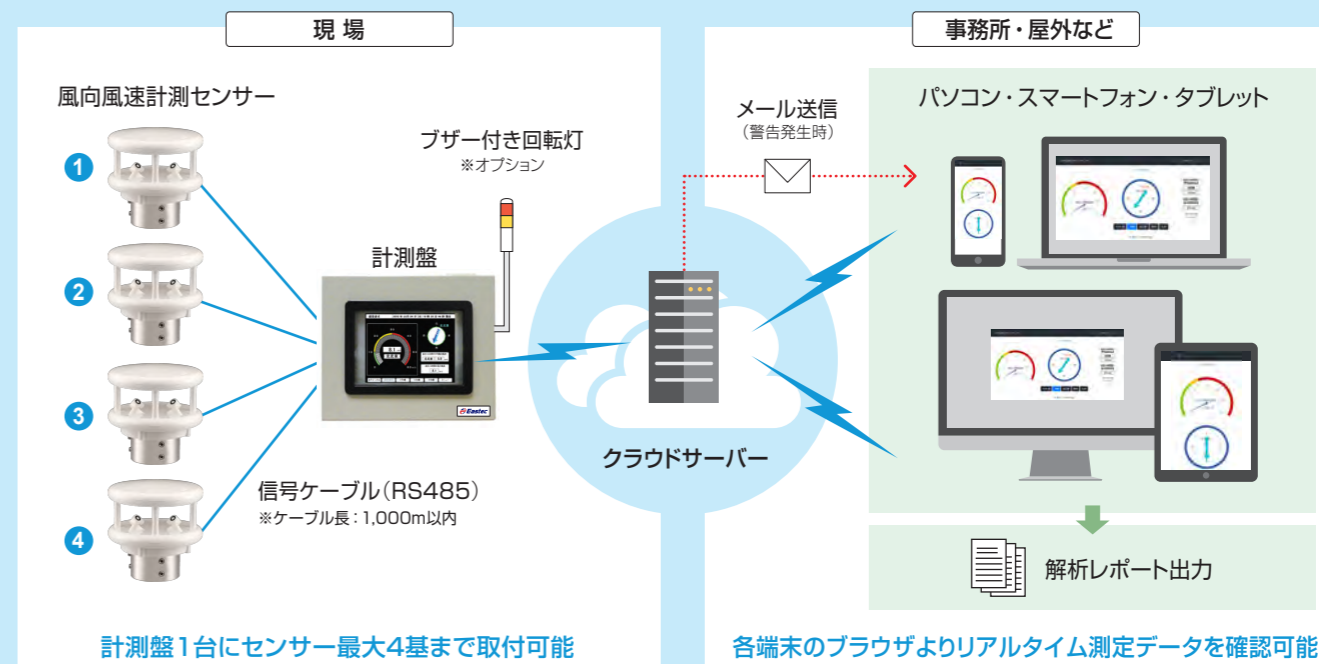 現場
風向風速計測センサー
1
2
3
4
ブザー付き回転灯
※オプション
計測盤
Eastec
信号ケーブル（RS485）
※ケーブル長：1,000m以内
計測盤1台にセンサー最大4基まで取付可能
クラウドサーバー
事務所・屋外など
メール送信
（警告発生時）
パソコン・スマートフォン・タブレット
解析レポート出力
各端末のブラウザよりリアルタイム測定データを確認可能